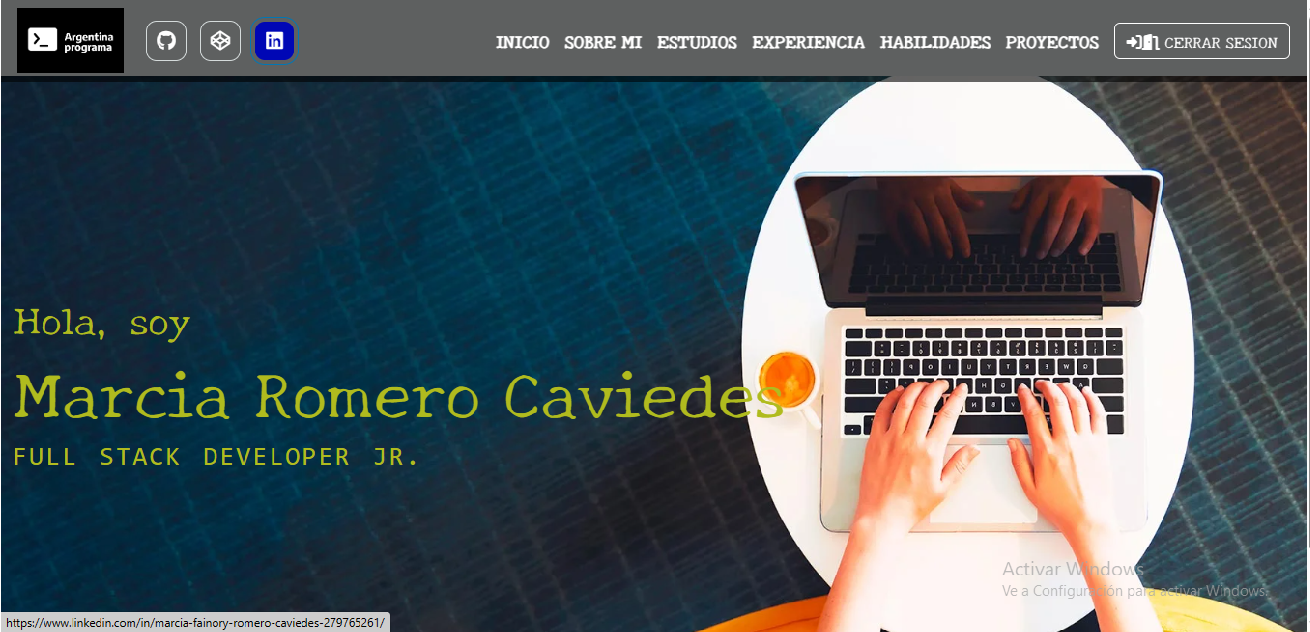 Argentina
programa
INICIO SOBRE MI ESTUDIOS EXPERIENCIA HABILIDADES PROYECTOS CERRAR SESION
Hola, soy
Marcia Romero Caviedes
FULL STACK DEVELOPER JR.
Activar Windows
Ve a Configuración para activar Windows.
https://www.inkedin.com/in/marcia-fainory-romero-caviedes-279765261/